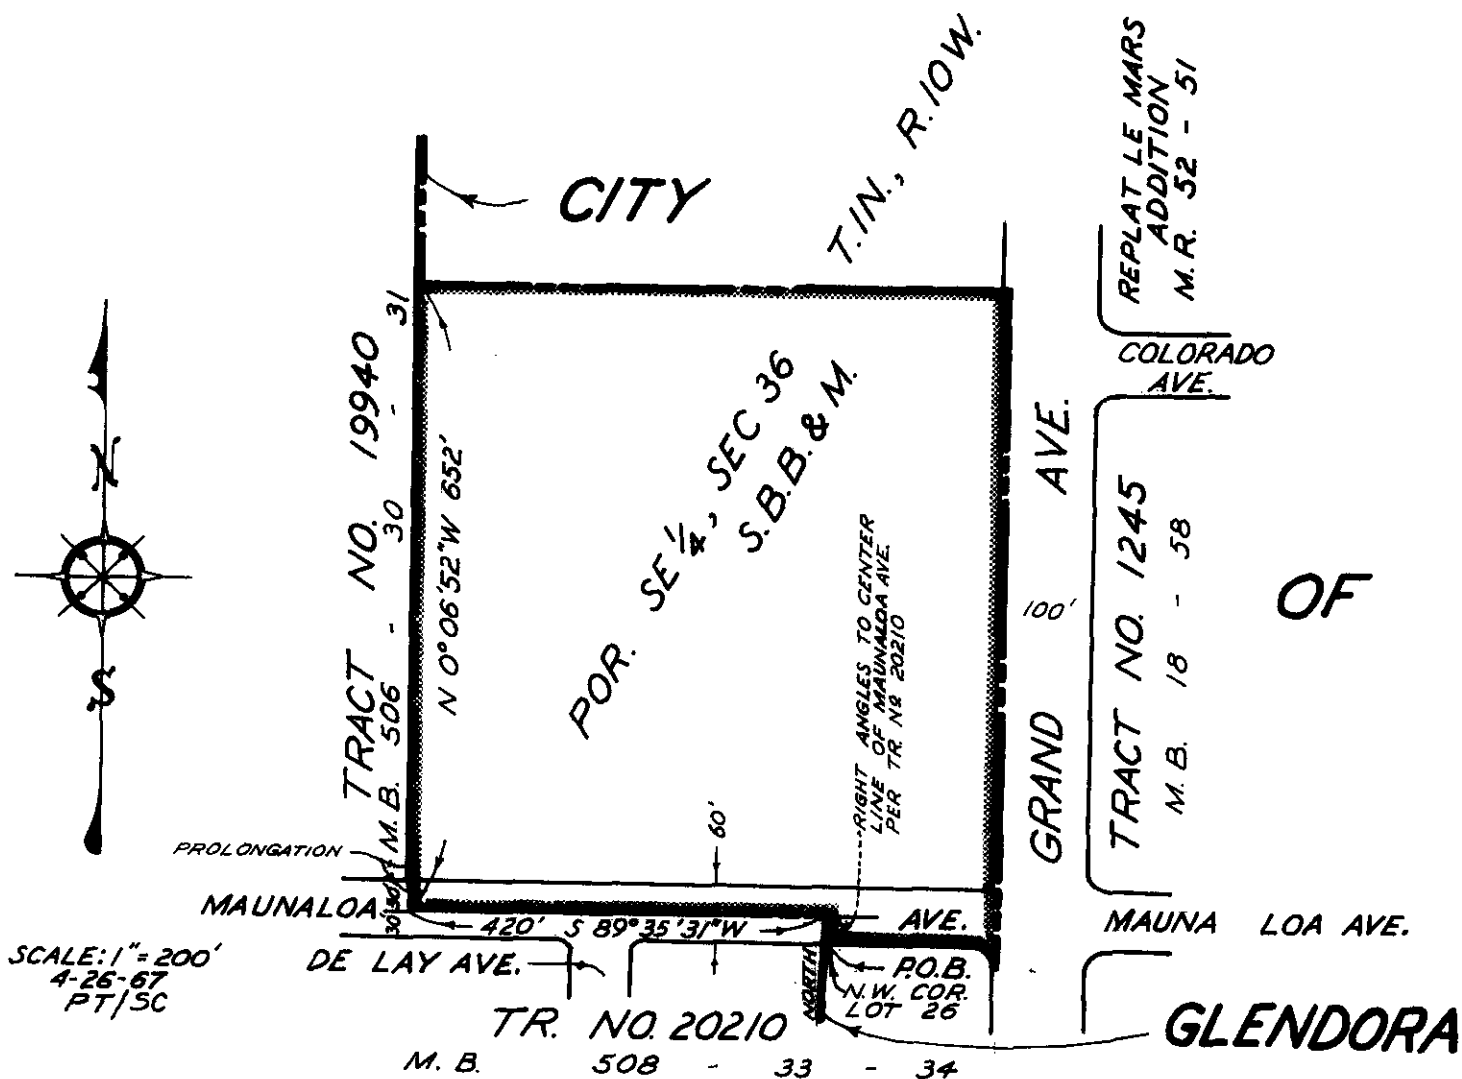 CITY
T.1N., R.10W.
REPLAT LE MARS
ADDITION
M.R. 52 - 51
COLORADO
AVE.
TRACT NO. 19940
M.B. 506 - 30 - 31
N 0°06'52"W 652'
POR. SE 1/4, SEC 36
S.B.B. & M.
RIGHT ANGLES TO CENTER
LINE OF MAUNALOA AVE.
PER TR. Nº 20210
GRAND AVE.
100'
TRACT NO. 1245
M.B. 18 - 58
OF
N
S
PROLONGATION
60'
30' 30'
MAUNALOA
AVE.
MAUNA LOA AVE.
420' S 89°35'31"W
SCALE: 1"=200'
4-26-67
PT/SC
DE LAY AVE.
NORTH
P.O.B.
N.W. COR.
LOT 26
TR. NO. 20210
M.B. 508 - 33 - 34
GLENDORA